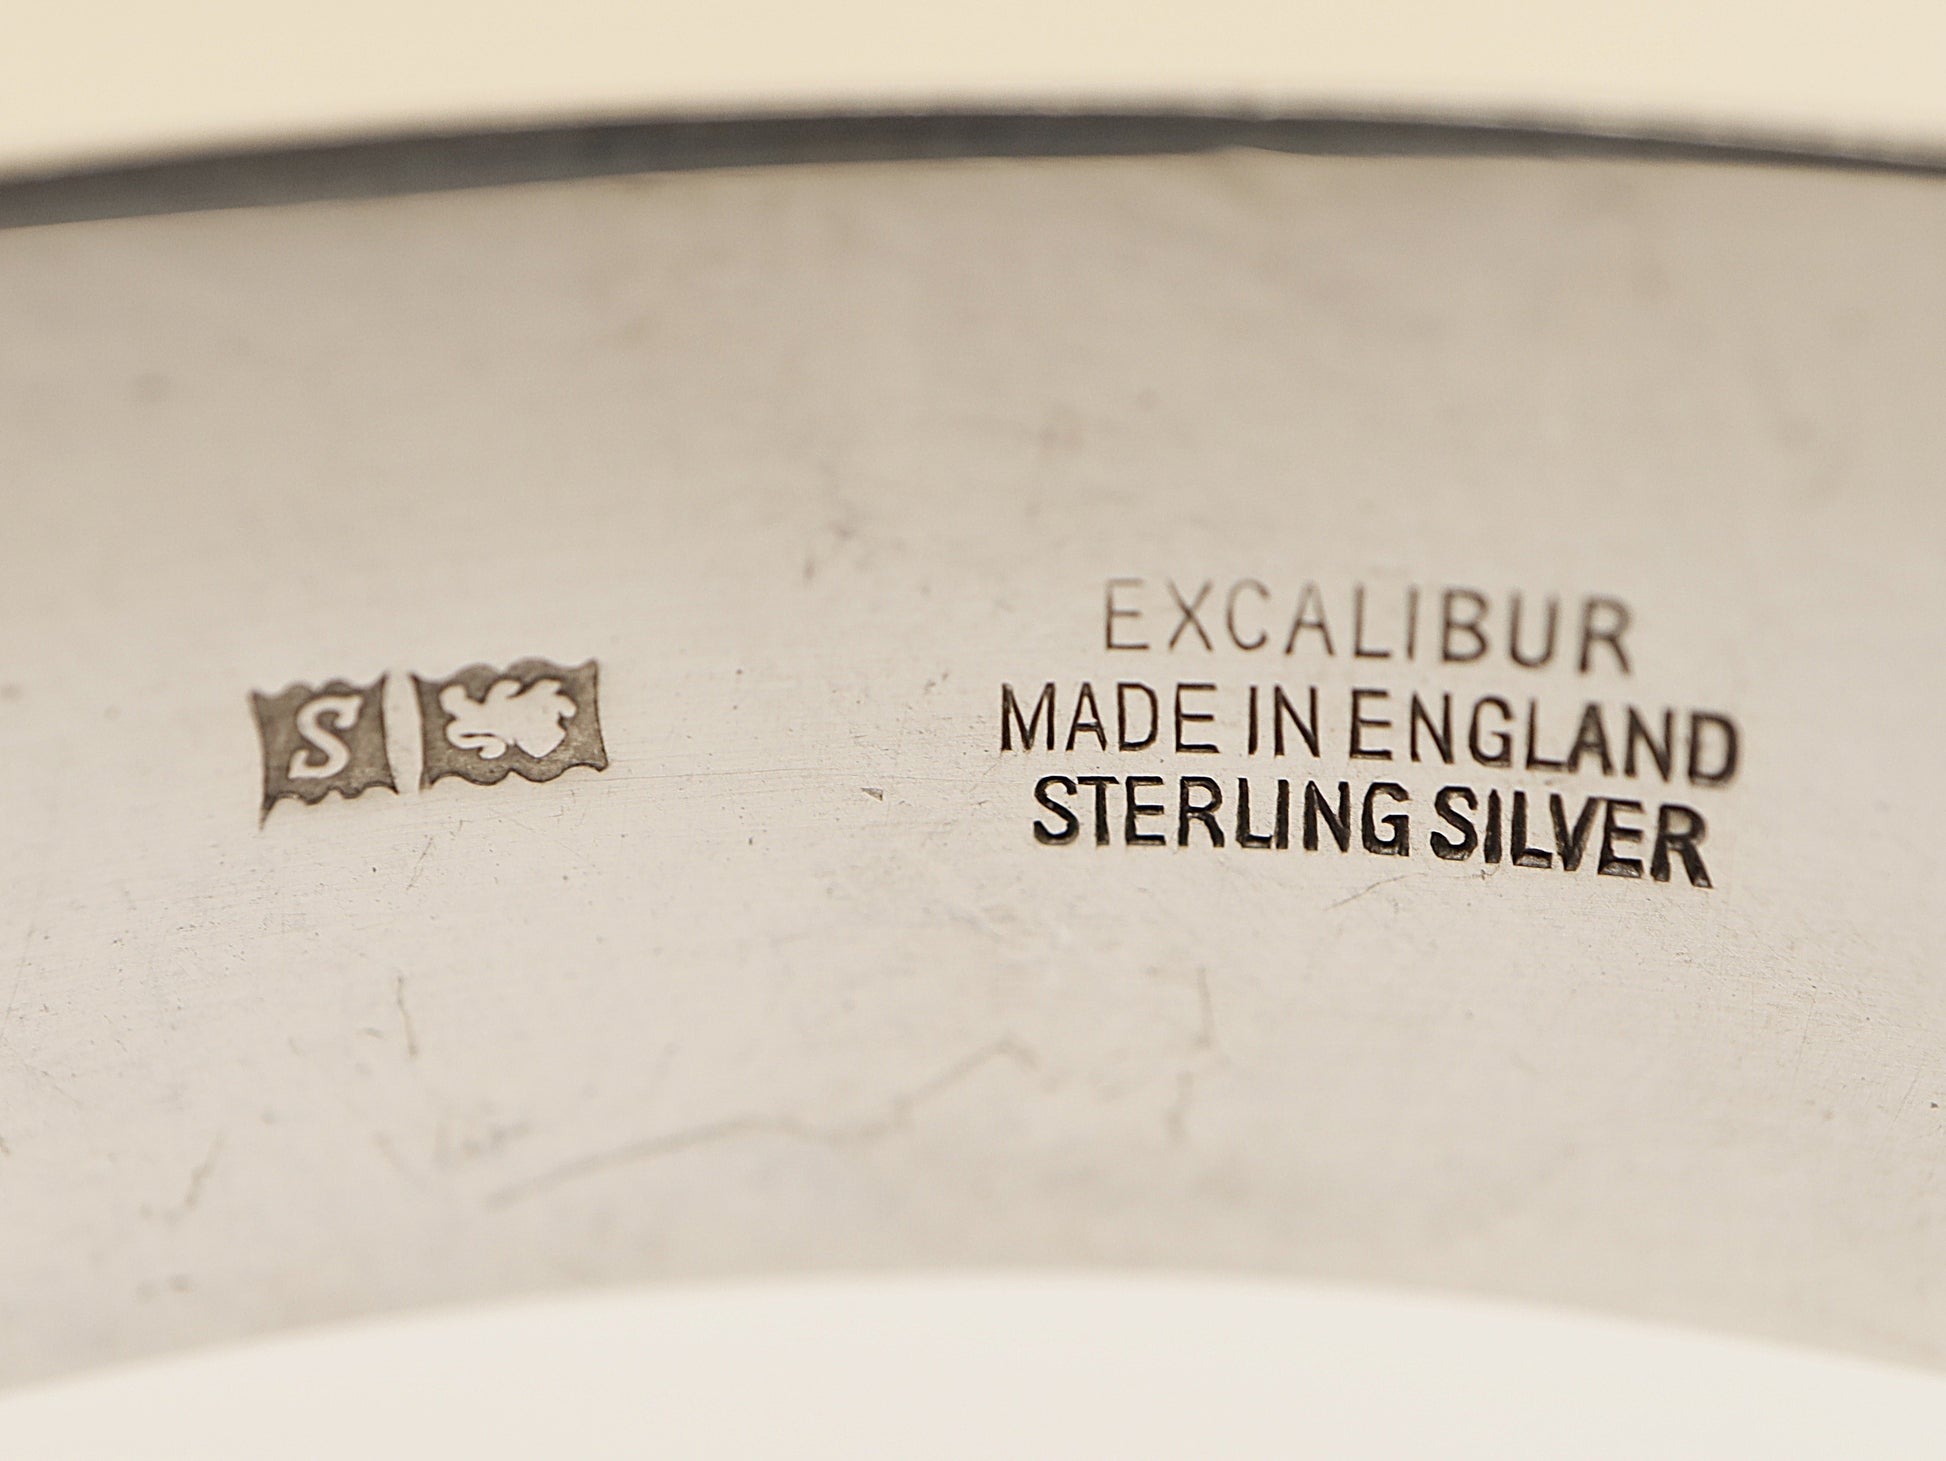 S
EXCALIBUR
MADE IN ENGLAND
STERLING SILVER